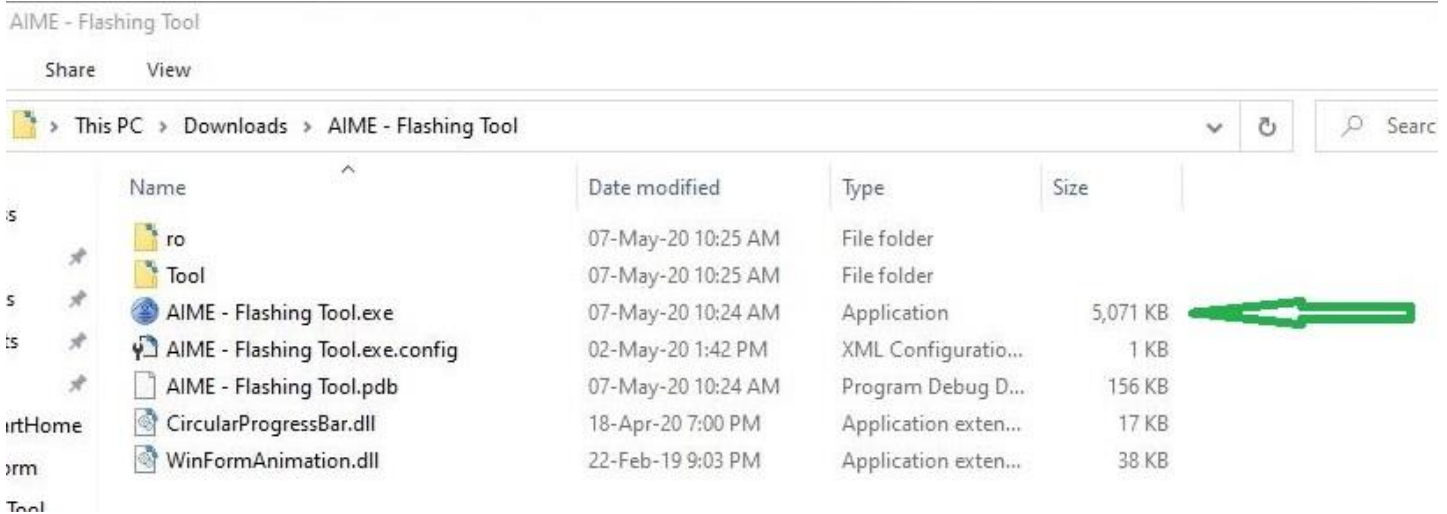 AIME - Flashing Tool
Share View
This PC > Downloads > AIME - Flashing Tool
Searc
Name Date modified Type Size
ro 07-May-20 10:25 AM File folder
Tool 07-May-20 10:25 AM File folder
AIME - Flashing Tool.exe 07-May-20 10:24 AM Application 5,071 KB
AIME - Flashing Tool.exe.config 02-May-20 1:42 PM XML Configuratio... 1 KB
AIME - Flashing Tool.pdb 07-May-20 10:24 AM Program Debug D... 156 KB
rtHome CircularProgressBar.dll 18-Apr-20 7:00 PM Application exten... 17 KB
WinFormAnimation.dll 22-Feb-19 9:03 PM Application exten... 38 KB
Tool